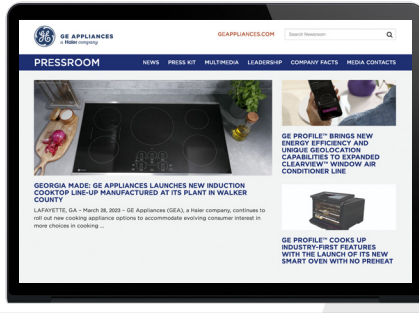 GE
GE APPLIANCES
a Haier company
GEAPPLIANCES.COM
Search Newsroom
PRESSROOM
NEWS
PRESS KIT
MULTIMEDIA
LEADERSHIP
COMPANY FACTS
MEDIA CONTACTS
GEORGIA MADE: GE APPLIANCES LAUNCHES NEW INDUCTION
COOKTOP LINE-UP MANUFACTURED AT ITS PLANT IN WALKER
COUNTY
LAFAYETTE, GA – March 28, 2023 – GE Appliances (GEA), a Haier company, continues to
roll out new cooking appliance options to accommodate evolving consumer interest in
more choices in cooking ...
GE PROFILE™ BRINGS NEW
ENERGY EFFICIENCY AND
UNIQUE GEOLOCATION
CAPABILITIES TO EXPANDED
CLEARVIEW™ WINDOW AIR
CONDITIONER LINE
GE PROFILE™ COOKS UP
INDUSTRY-FIRST FEATURES
WITH THE LAUNCH OF ITS NEW
SMART OVEN WITH NO PREHEAT